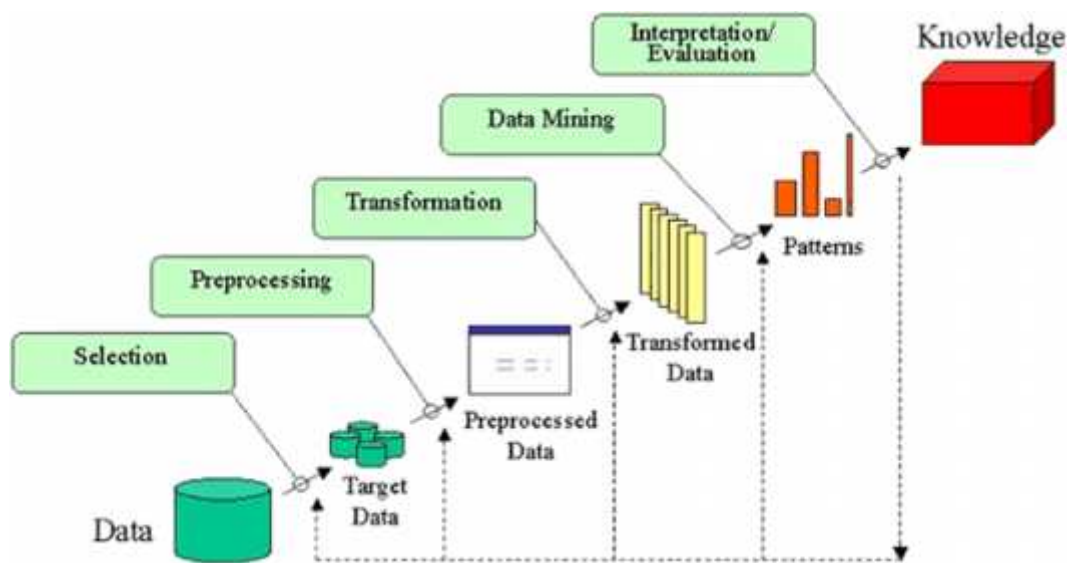 Interpretation/
Evaluation
Knowledge
Data Mining
Transformation
Patterns
Preprocessing
Transformed
Data
Selection
Preprocessed
Data
Target
Data
Data